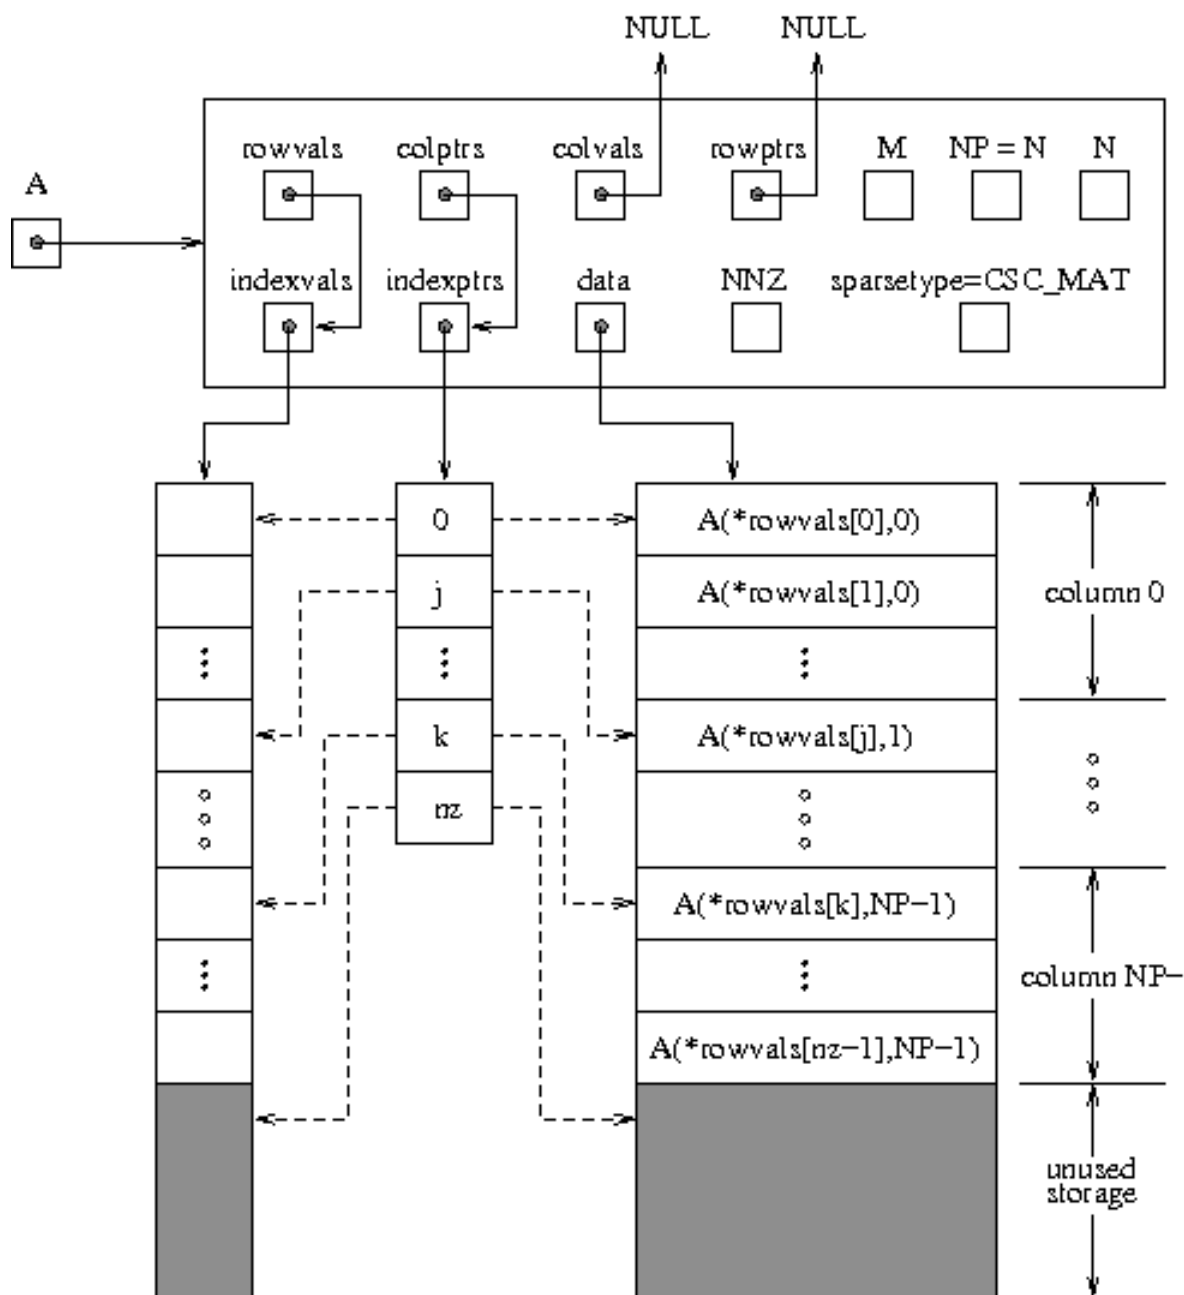 NULL NULL
rowvals colptrs colvals rowptrs M NP = N N
A
indexvals indexptrs data NNZ sparsetype=CSC_MAT
0 A(*rowvals[0],0)
j A(*rowvals[1],0) column 0
k A(*rowvals[j],1)
nz
A(*rowvals[k],NP−1)
column NP−
A(*rowvals[nz−1],NP−1)
unused
storage